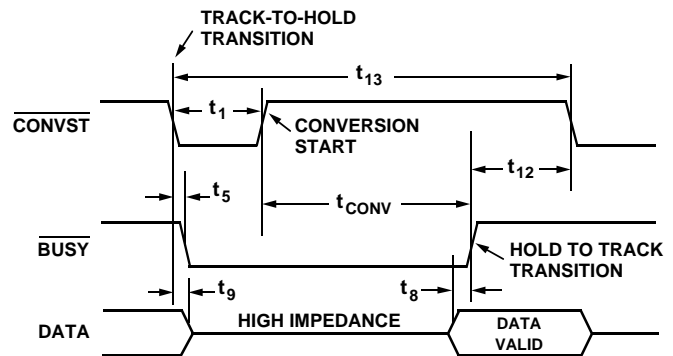 TRACK-TO-HOLD
TRANSITION
t13
t1
CONVST
CONVERSION
START
t12
t5
tCONV
BUSY
HOLD TO TRACK
TRANSITION
t9
t8
DATA
HIGH IMPEDANCE
DATA
VALID